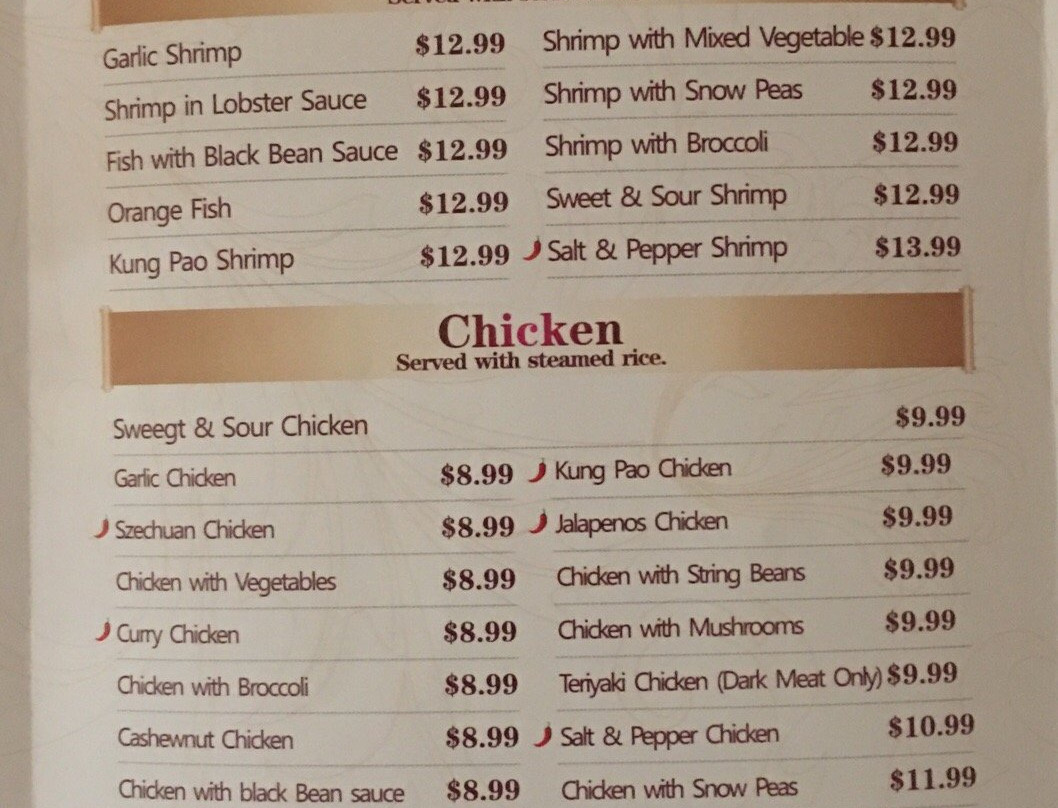 Served with
Garlic Shrimp $12.99
Shrimp in Lobster Sauce $12.99
Fish with Black Bean Sauce $12.99
Orange Fish $12.99
Kung Pao Shrimp $12.99
Shrimp with Mixed Vegetable $12.99
Shrimp with Snow Peas $12.99
Shrimp with Broccoli $12.99
Sweet & Sour Shrimp $12.99
Salt & Pepper Shrimp $13.99
Chicken
Served with steamed rice.
Sweegt & Sour Chicken $9.99
Garlic Chicken $8.99
Szechuan Chicken $8.99
Chicken with Vegetables $8.99
Curry Chicken $8.99
Chicken with Broccoli $8.99
Cashewnut Chicken $8.99
Chicken with black Bean sauce $8.99
Kung Pao Chicken $9.99
Jalapenos Chicken $9.99
Chicken with String Beans $9.99
Chicken with Mushrooms $9.99
Teriyaki Chicken (Dark Meat Only) $9.99
Salt & Pepper Chicken $10.99
Chicken with Snow Peas $11.99